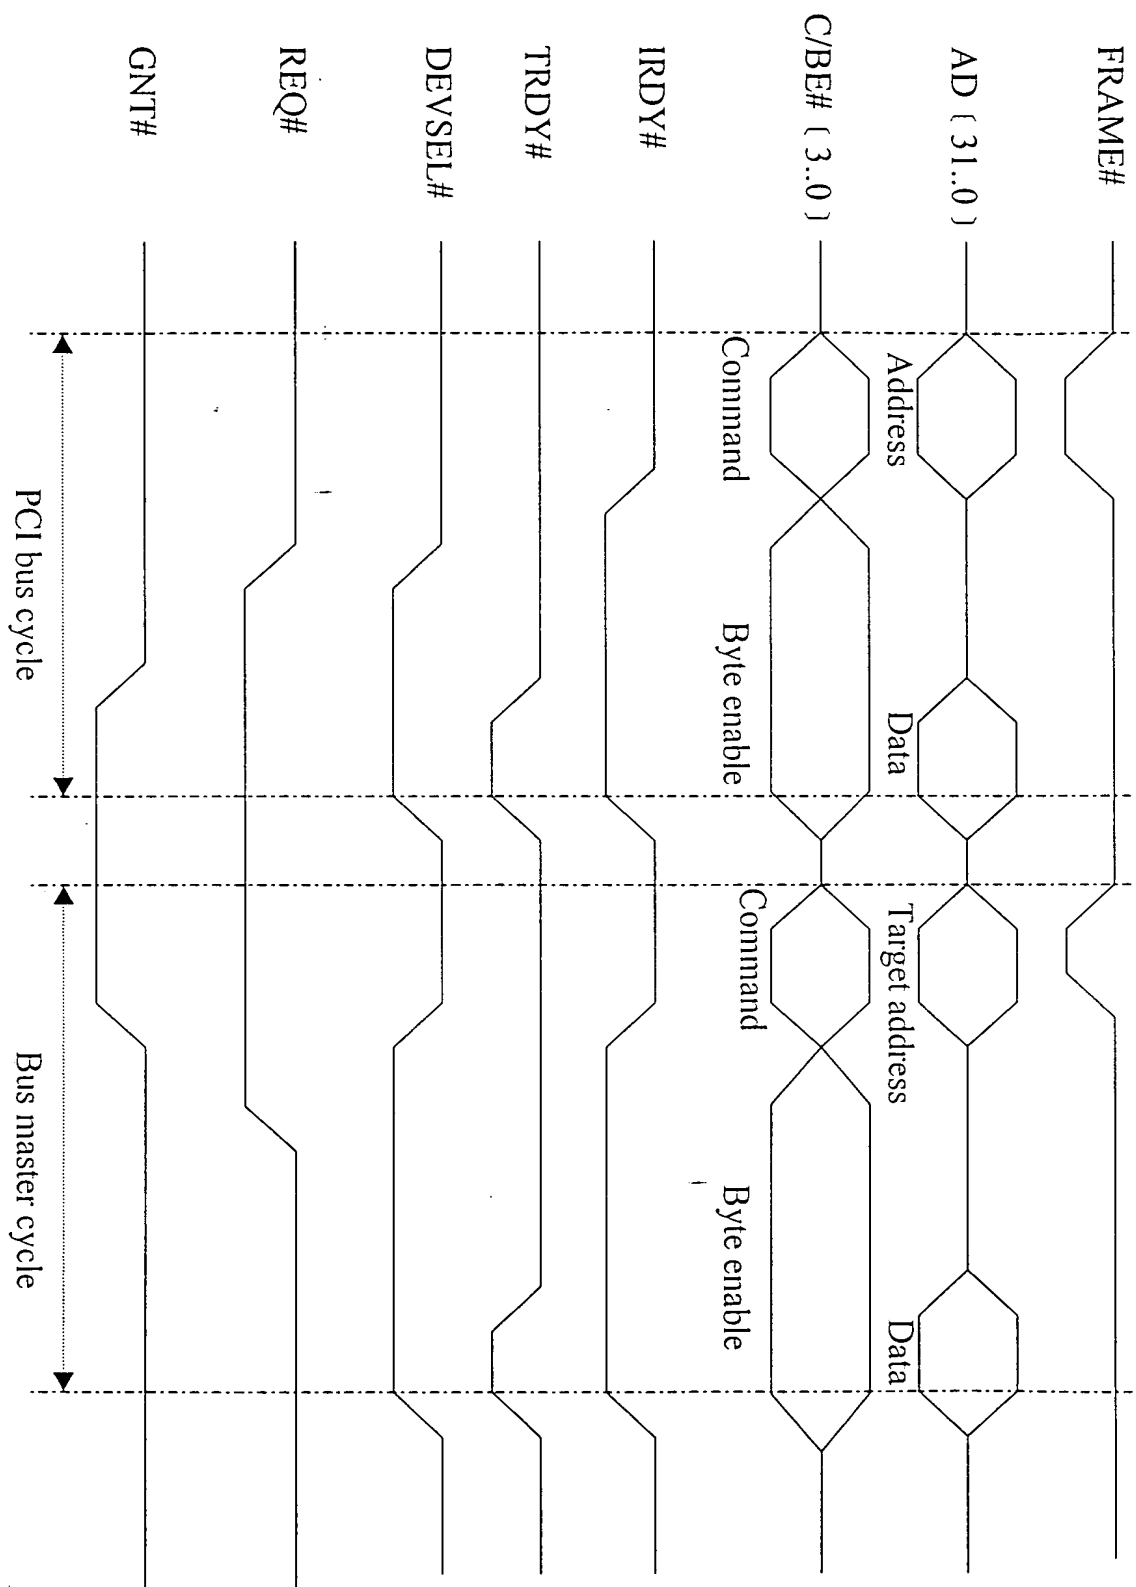 FRAME#
AD [ 31..0 ]
Address
Data
Target address
Data
C/BE# [ 3..0 ]
Command
Byte enable
Command
Byte enable
IRDY#
TRDY#
DEVSEL#
REQ#
GNT#
PCI bus cycle
Bus master cycle